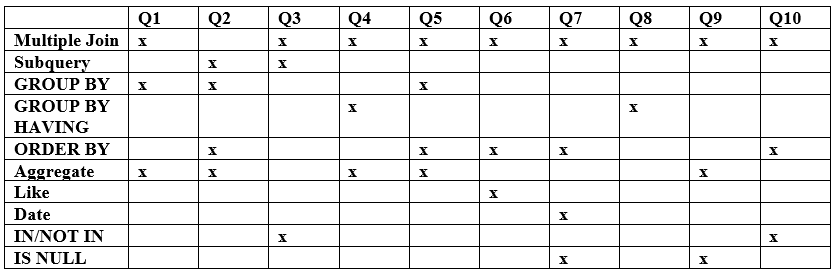 Q1 Q2 Q3 Q4 Q5 Q6 Q7 Q8 Q9 Q10
Multiple Join x x x x x x x x x
Subquery x x
GROUP BY x x x
GROUP BY x x
HAVING
ORDER BY x x x x x
Aggregate x x x x x
Like x
Date x
IN/NOT IN x x
IS NULL x x